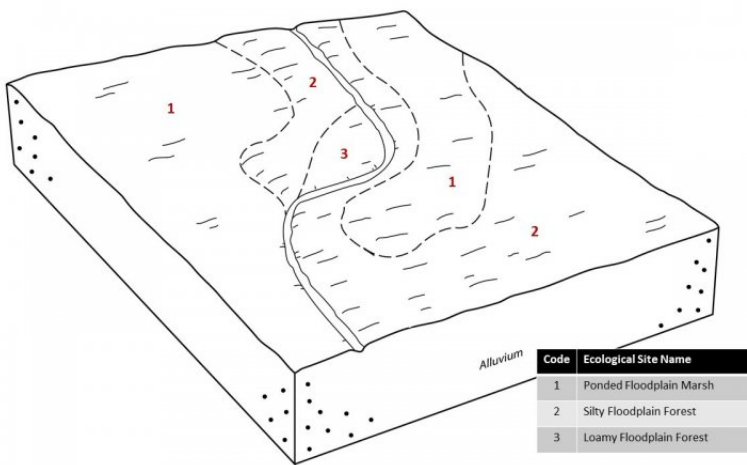 2
1
3
1
2
Alluvium
Code Ecological Site Name
1 Ponded Floodplain Marsh
2 Silty Floodplain Forest
3 Loamy Floodplain Forest